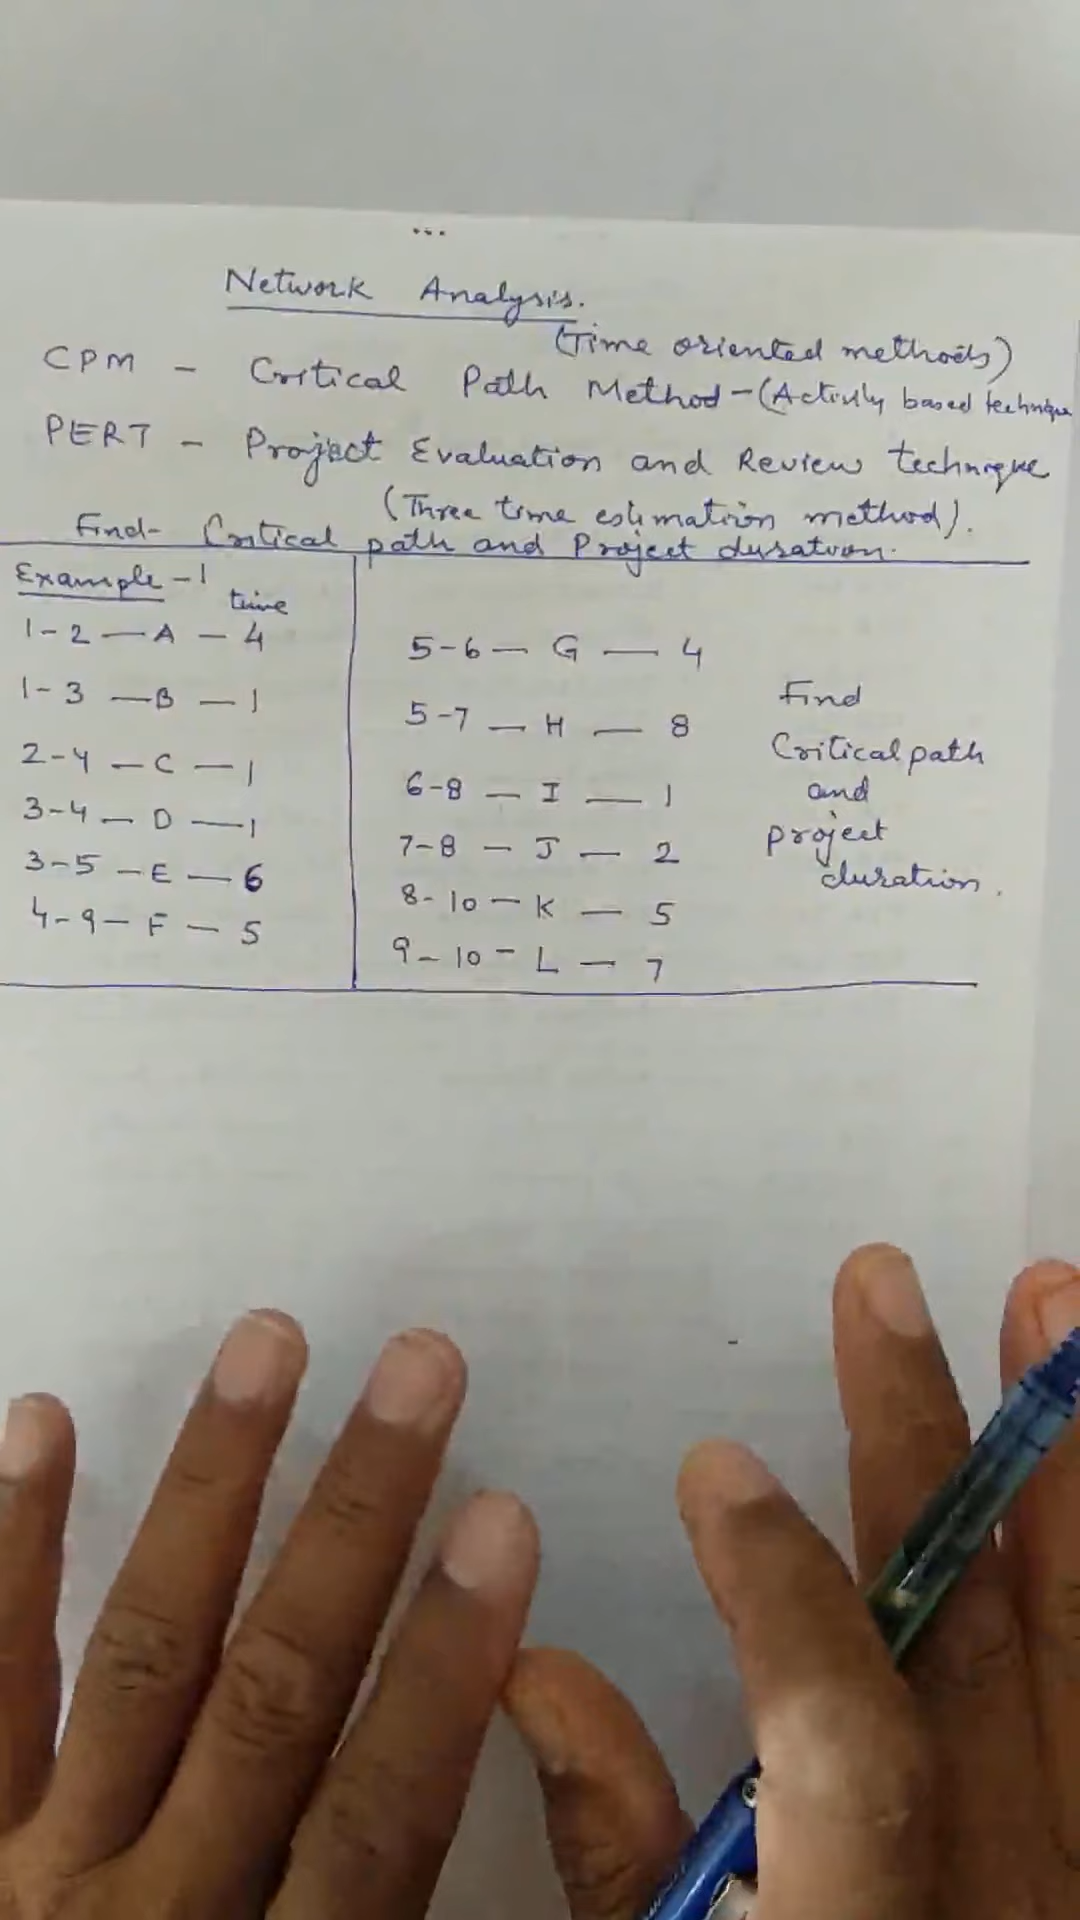 Network Analysis.
(Time oriented methods)
CPM - Critical Path Method - (Activity based technique
PERT - Project Evaluation and Review technique
(Three time estimation method).
Find- Critical path and Project duration.
Example - 1
time
1-2 — A — 4
1-3 — B — 1
2-4 — C — 1
3-4 — D — 1
3-5 — E — 6
4-9 — F — 5
5-6 — G — 4
5-7 — H — 8
6-8 — I — 1
7-8 — J — 2
8-10 — K — 5
9-10 — L — 7
Find
Critical path
and
project
duration.